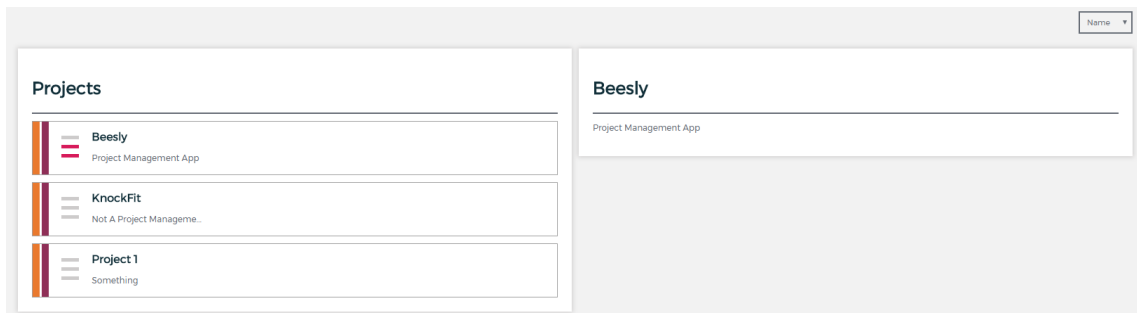 Name
Projects
Beesly
Project Management App
KnockFit
Not A Project Manageme...
Project 1
Something
Beesly
Project Management App